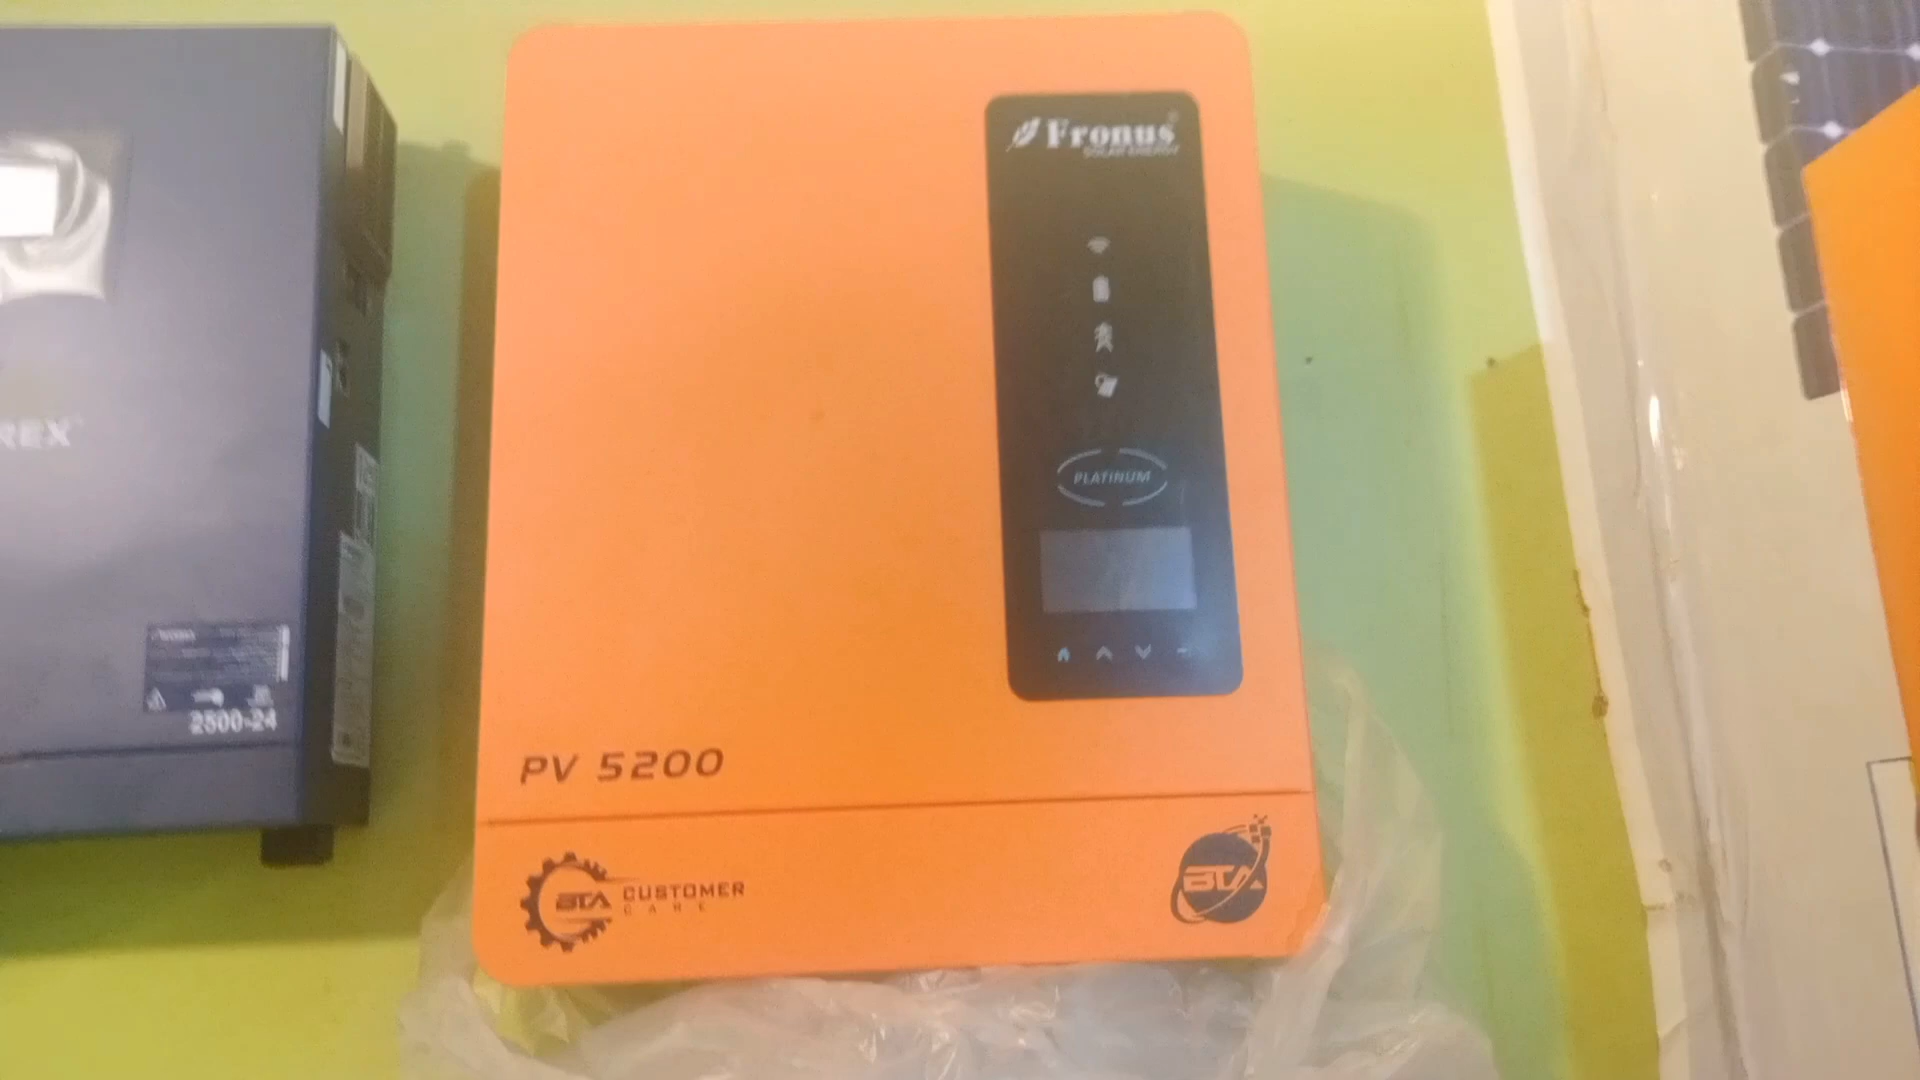 Fronus
SOLAR ENERGY
REX
PLATINUM
2500-24
PV 5200
BTA CUSTOMER
CARE
BTA